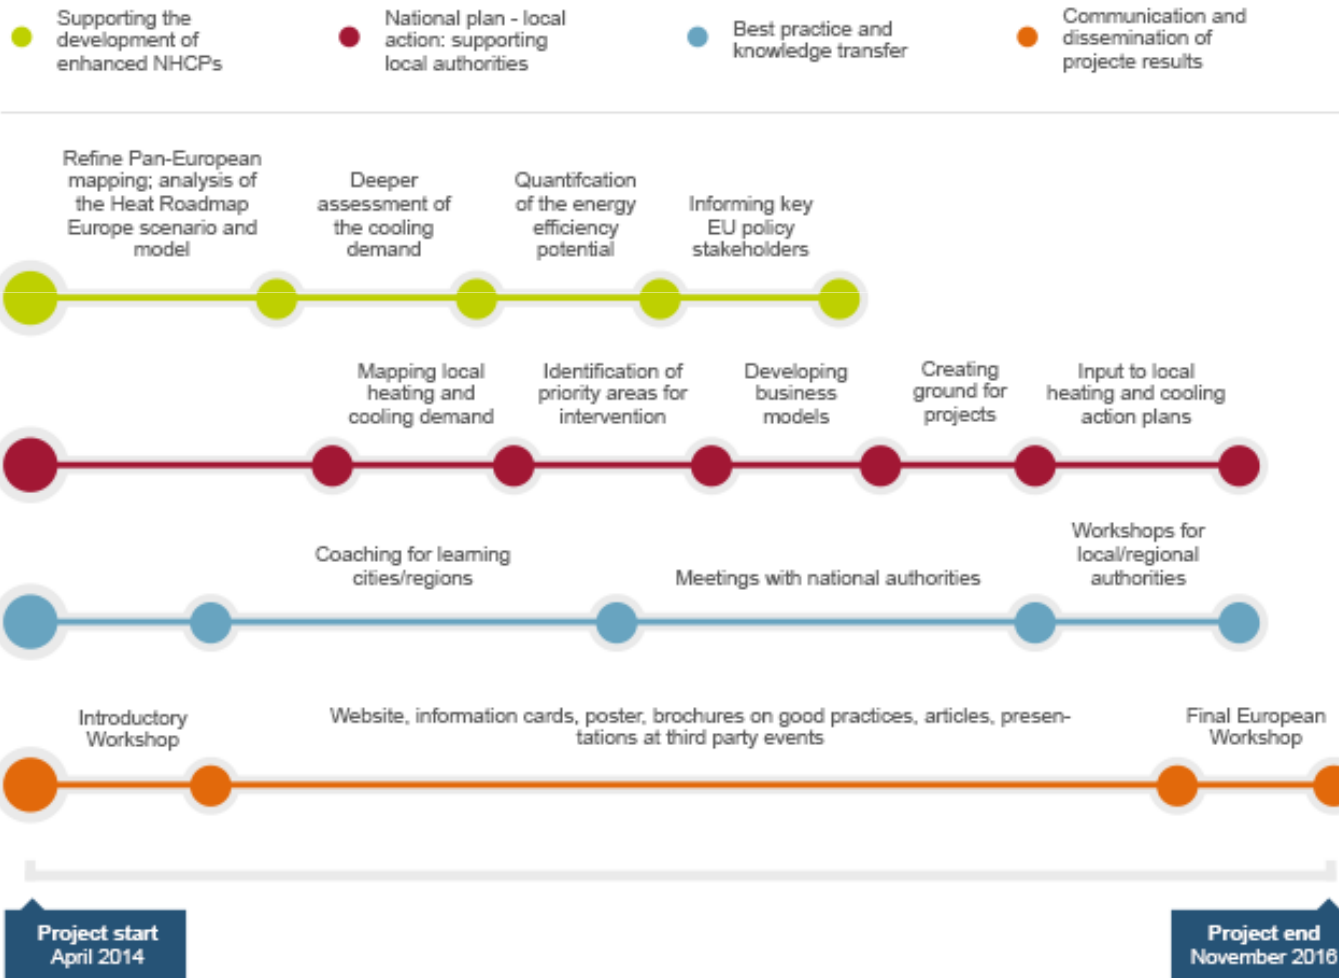 Supporting the
development of
enhanced NHCPs
National plan - local
action: supporting
local authorities
Best practice and
knowledge transfer
Communication and
dissemination of
projecte results
Refine Pan-European
mapping; analysis of
the Heat Roadmap
Europe scenario and
model
Deeper
assessment of
the cooling
demand
Quantifcation
of the energy
efficiency
potential
Informing key
EU policy
stakeholders
Mapping local
heating and
cooling demand
Identification of
priority areas for
intervention
Developing
business
models
Creating
ground for
projects
Input to local
heating and cooling
action plans
Coaching for learning
cities/regions
Meetings with national authorities
Workshops for
local/regional
authorities
Introductory
Workshop
Website, information cards, poster, brochures on good practices, articles, presen-
tations at third party events
Final European
Workshop
Project start
April 2014
Project end
November 2016